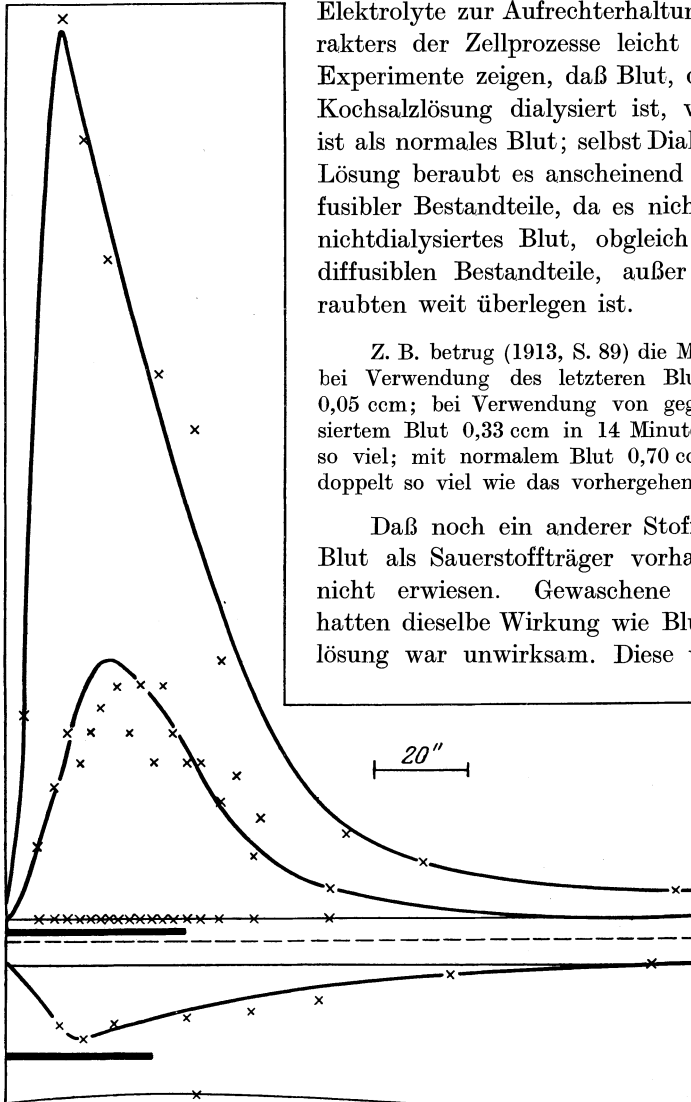 Elektrolyte zur Aufrechterhaltun
rakters der Zellprozesse leicht
Experimente zeigen, daß Blut, d
Kochsalzlösung dialysiert ist, v
ist als normales Blut; selbst Dial
Lösung beraubt es anscheinend
fusibler Bestandteile, da es nich
nichtdialysiertes Blut, obgleich
diffusiblen Bestandteile, außer
raubten weit überlegen ist.
Z. B. betrug (1913, S. 89) die M
bei Verwendung des letzteren Blu
0,05 ccm; bei Verwendung von geg
siertem Blut 0,33 ccm in 14 Minut
so viel; mit normalem Blut 0,70 cc
doppelt so viel wie das vorhergehen
Daß noch ein anderer Stof
Blut als Sauerstoffträger vorha
nicht erwiesen. Gewaschene
hatten dieselbe Wirkung wie Blu
lösung war unwirksam. Diese
20″